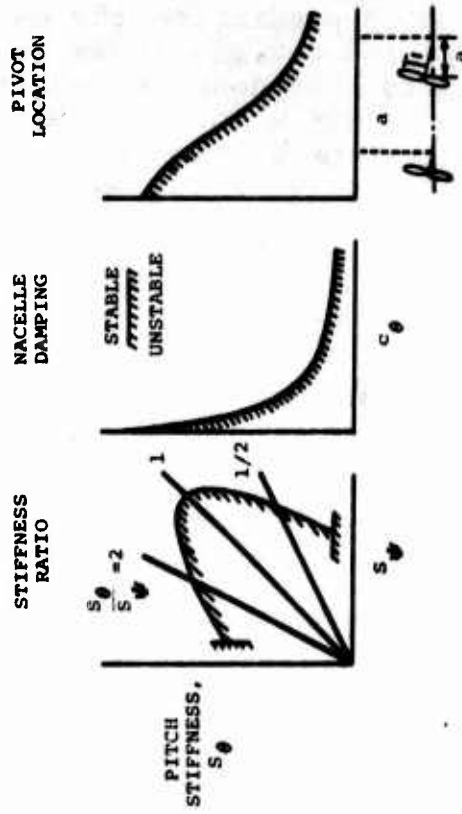 STIFFNESS
RATIO
NACELLE
DAMPING
PIVOT
LOCATION
PITCH
STIFFNESS,
S_θ
S_θ
S_ψ
=2
1
1/2
S_ψ
STABLE
UNSTABLE
c_θ
a
a